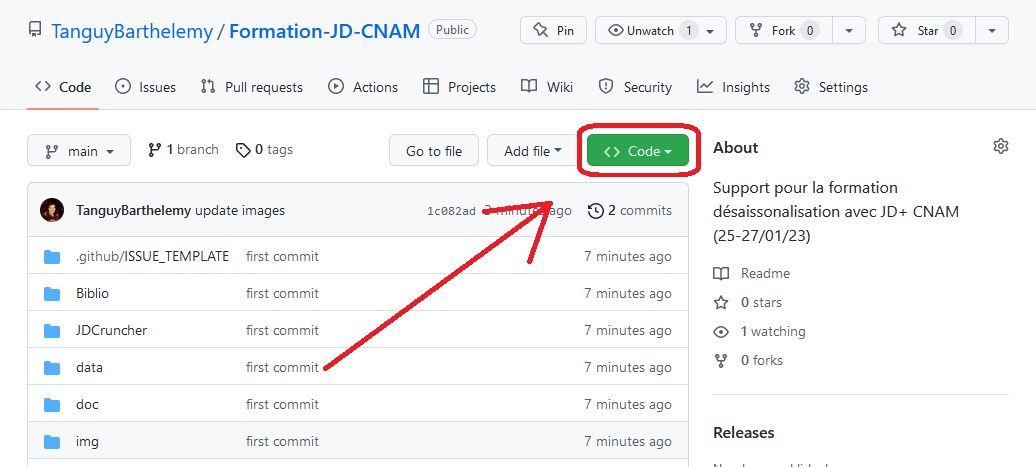 TanguyBarthelemy / Formation-JD-CNAM Public Pin Unwatch 1 Fork 0 Star 0
Code Issues Pull requests Actions Projects Wiki Security Insights Settings
main 1 branch 0 tags Go to file Add file Code
TanguyBarthelemy update images 1c082ad 3 minutes ago 2 commits
.github/ISSUE_TEMPLATE first commit 7 minutes ago
Biblio first commit 7 minutes ago
JDCruncher first commit 7 minutes ago
data first commit 7 minutes ago
doc first commit 7 minutes ago
img first commit 7 minutes ago
About
Support pour la formation
désaissonalisation avec JD+ CNAM
(25-27/01/23)
Readme
0 stars
1 watching
0 forks
Releases